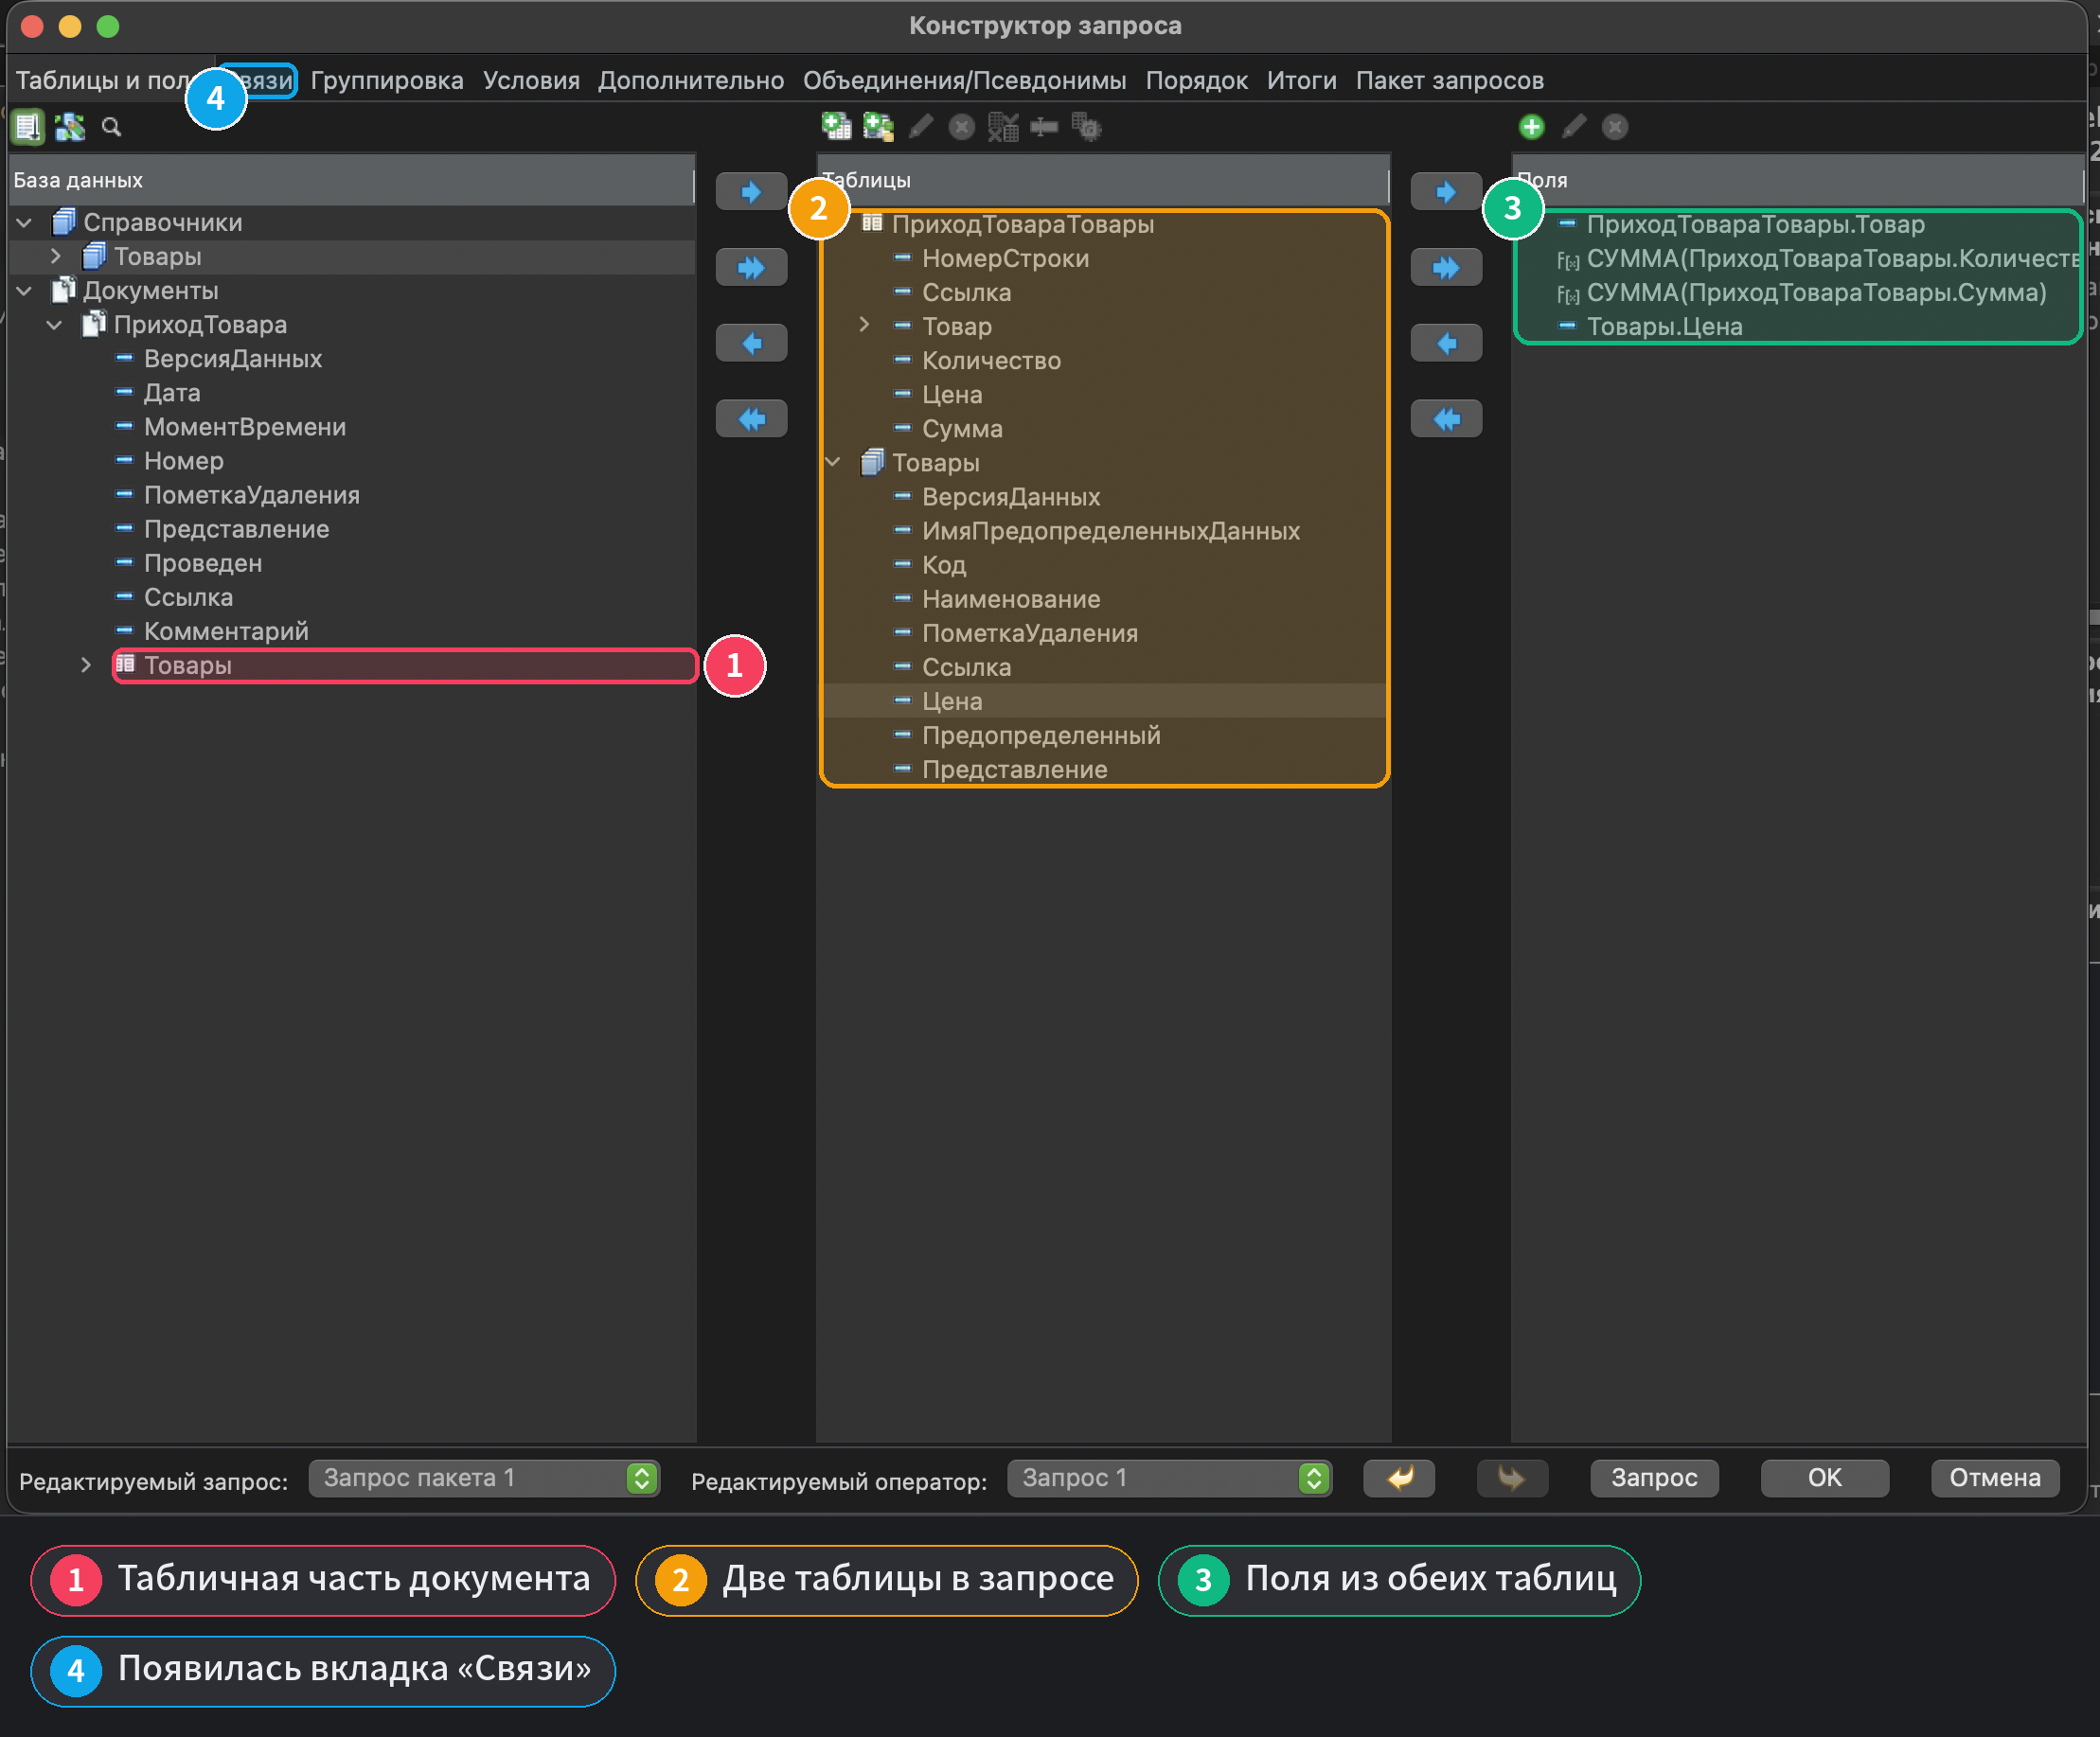 Конструктор запроса
Таблицы и пол
вязи
Группировка
Условия
Дополнительно
Объединения/Псевдонимы
Порядок
Итоги
Пакет запросов
4
База данных
Справочники
Товары
Документы
ПриходТовара
ВерсияДанных
Дата
МоментВремени
Номер
ПометкаУдаления
Представление
Проведен
Ссылка
Комментарий
Товары
1
2
Таблицы
ПриходТовараТовары
НомерСтроки
Ссылка
Товар
Количество
Цена
Сумма
Товары
ВерсияДанных
ИмяПредопределенныхДанных
Код
Наименование
ПометкаУдаления
Ссылка
Цена
Предопределенный
Представление
3
Поля
ПриходТовараТовары.Товар
СУММА(ПриходТовараТовары.Количеств
СУММА(ПриходТовараТовары.Сумма)
Товары.Цена
Редактируемый запрос:
Запрос пакета 1
Редактируемый оператор:
Запрос 1
Запрос
OK
Отмена
1 Табличная часть документа
2 Две таблицы в запросе
3 Поля из обеих таблиц
4 Появилась вкладка «Связи»